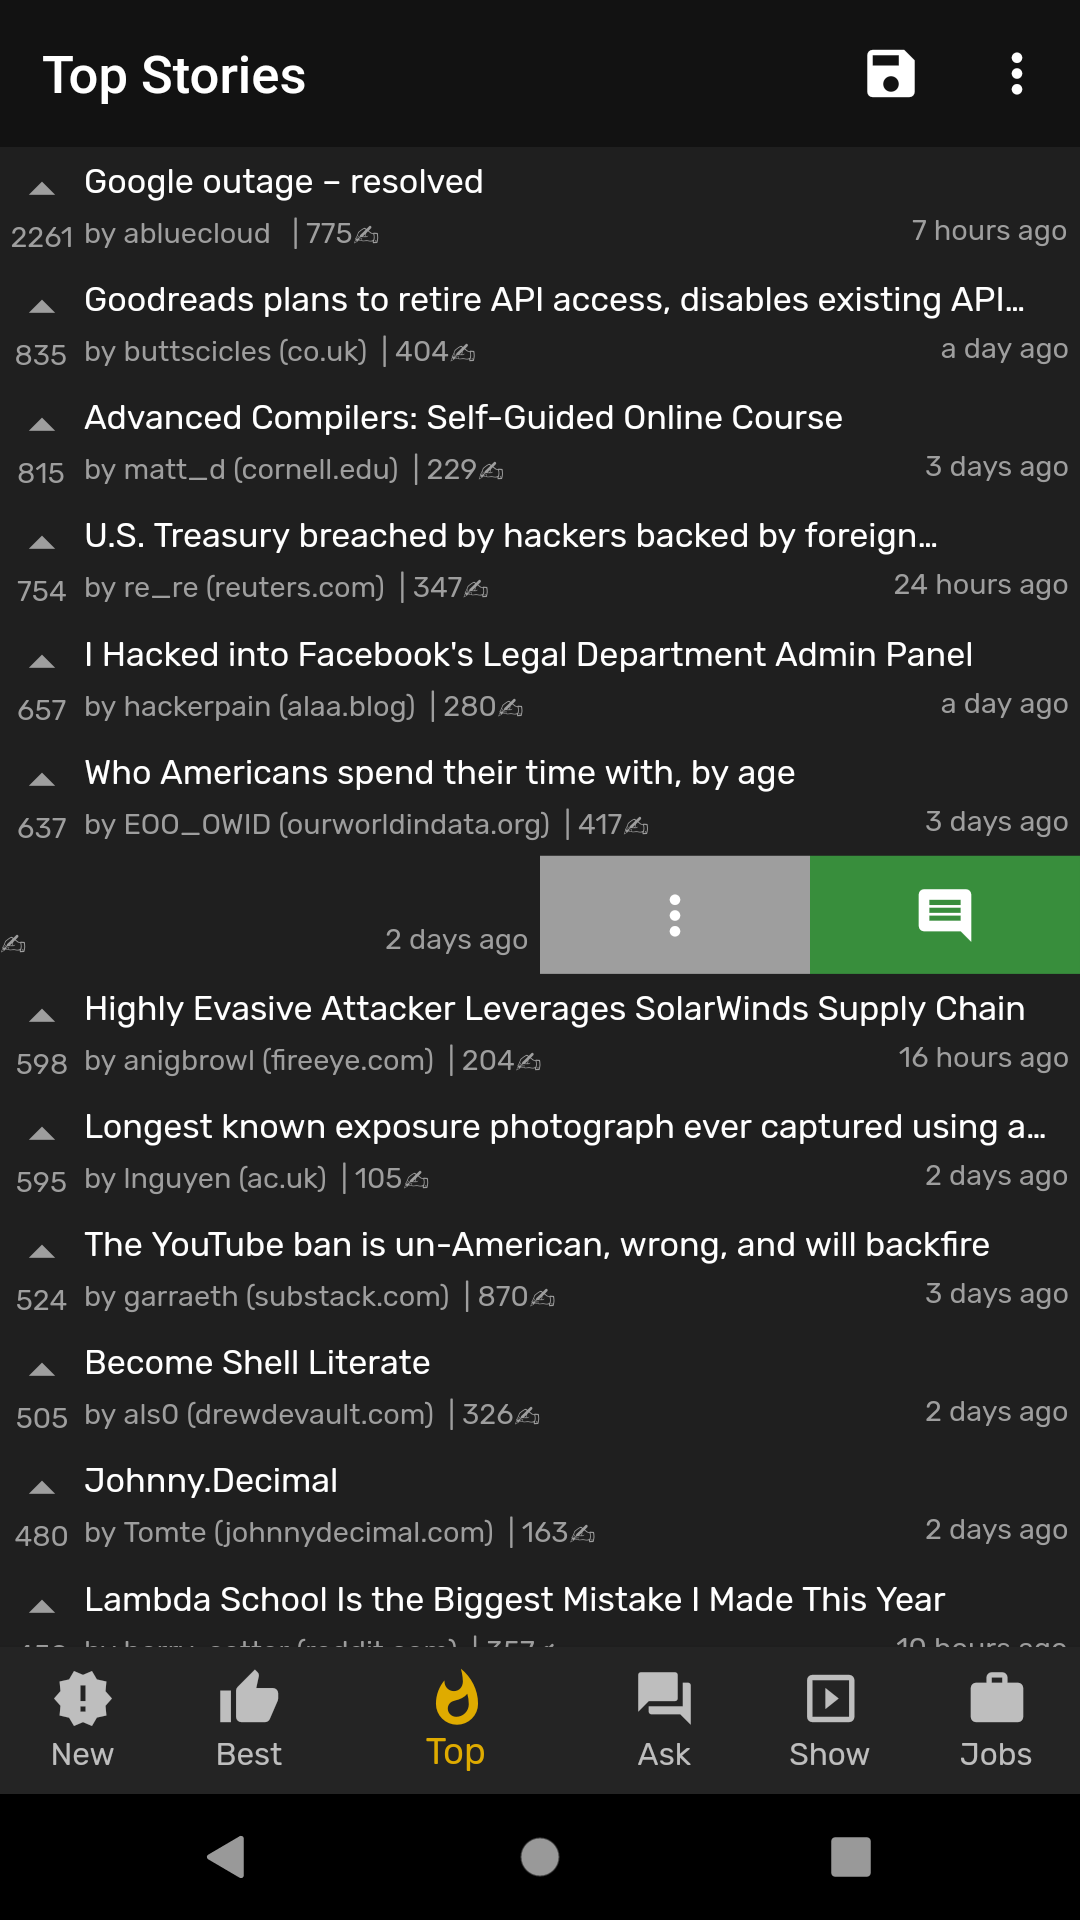 Top Stories
Google outage – resolved
2261 by abluecloud | 775✍ 7 hours ago
Goodreads plans to retire API access, disables existing API…
835 by buttscicles (co.uk) | 404✍ a day ago
Advanced Compilers: Self-Guided Online Course
815 by matt_d (cornell.edu) | 229✍ 3 days ago
U.S. Treasury breached by hackers backed by foreign…
754 by re_re (reuters.com) | 347✍ 24 hours ago
I Hacked into Facebook's Legal Department Admin Panel
657 by hackerpain (alaa.blog) | 280✍ a day ago
Who Americans spend their time with, by age
637 by EOO_OWID (ourworldindata.org) | 417✍ 3 days ago
✍ 2 days ago
Highly Evasive Attacker Leverages SolarWinds Supply Chain
598 by anigbrowl (fireeye.com) | 204✍ 16 hours ago
Longest known exposure photograph ever captured using a…
595 by lnguyen (ac.uk) | 105✍ 2 days ago
The YouTube ban is un-American, wrong, and will backfire
524 by garraeth (substack.com) | 870✍ 3 days ago
Become Shell Literate
505 by als0 (drewdevault.com) | 326✍ 2 days ago
Johnny.Decimal
480 by Tomte (johnnydecimal.com) | 163✍ 2 days ago
Lambda School Is the Biggest Mistake I Made This Year
hours ago
New Best Top Ask Show Jobs